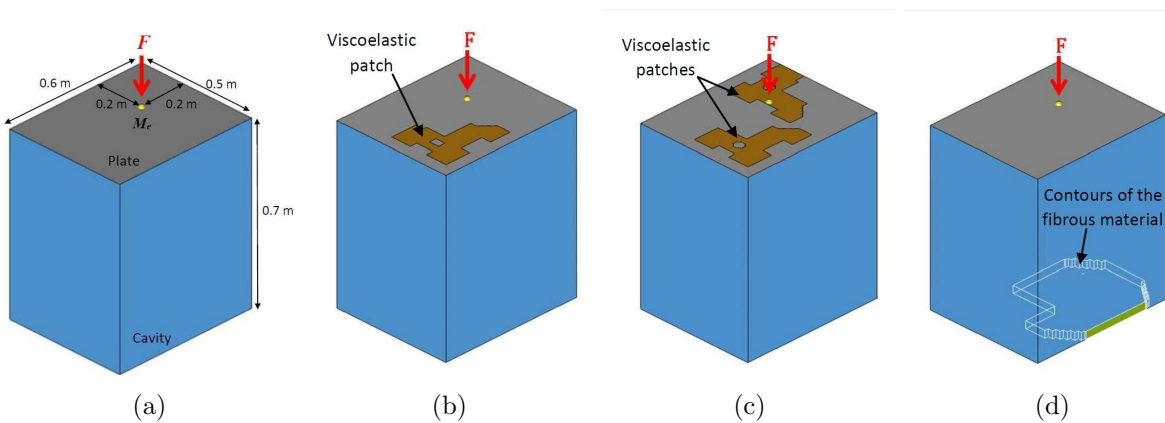 F
0.6 m
0.5 m
0.2 m
0.2 m
Me
Plate
0.7 m
Cavity
(a)
Viscoelastic
patch
F
(b)
Viscoelastic
patches
F
(c)
F
Contours of the
fibrous material
(d)